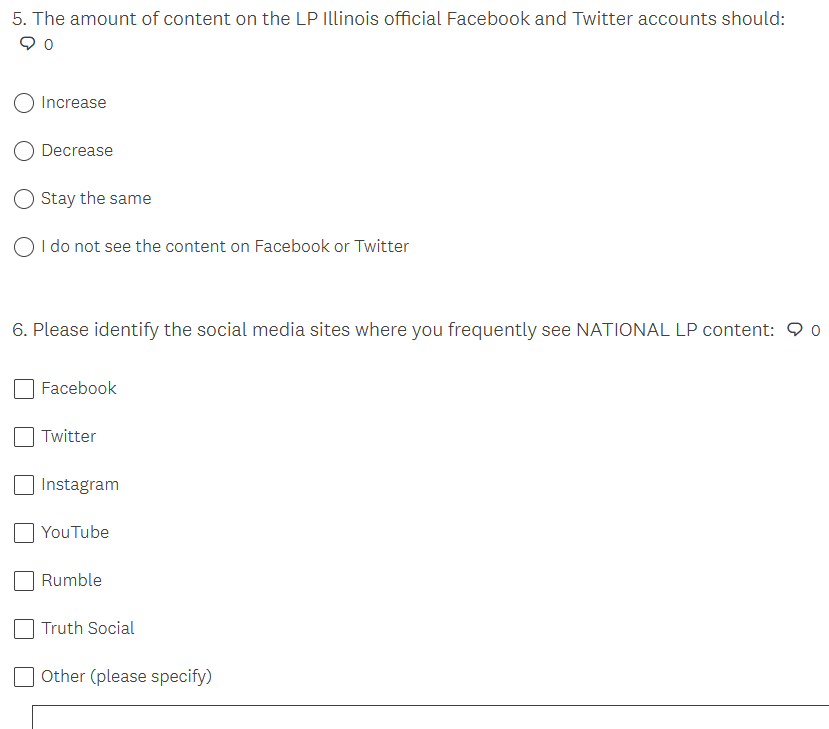 5. The amount of content on the LP Illinois official Facebook and Twitter accounts should:
0
Increase
Decrease
Stay the same
I do not see the content on Facebook or Twitter
6. Please identify the social media sites where you frequently see NATIONAL LP content: 0
Facebook
Twitter
Instagram
YouTube
Rumble
Truth Social
Other (please specify)